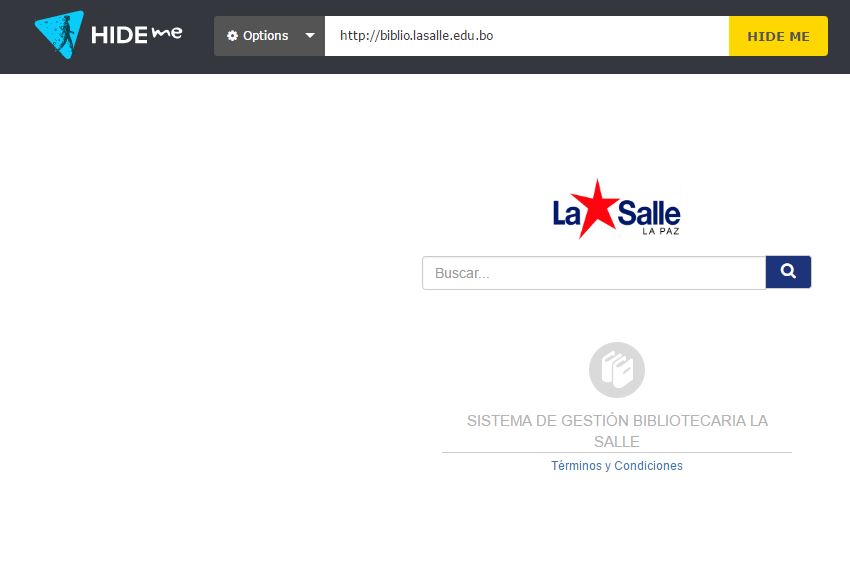 HIDE me
Options
http://biblio.lasalle.edu.bo
HIDE ME
La Salle
LA PAZ
Buscar...
SISTEMA DE GESTIÓN BIBLIOTECARIA LA
SALLE
Términos y Condiciones